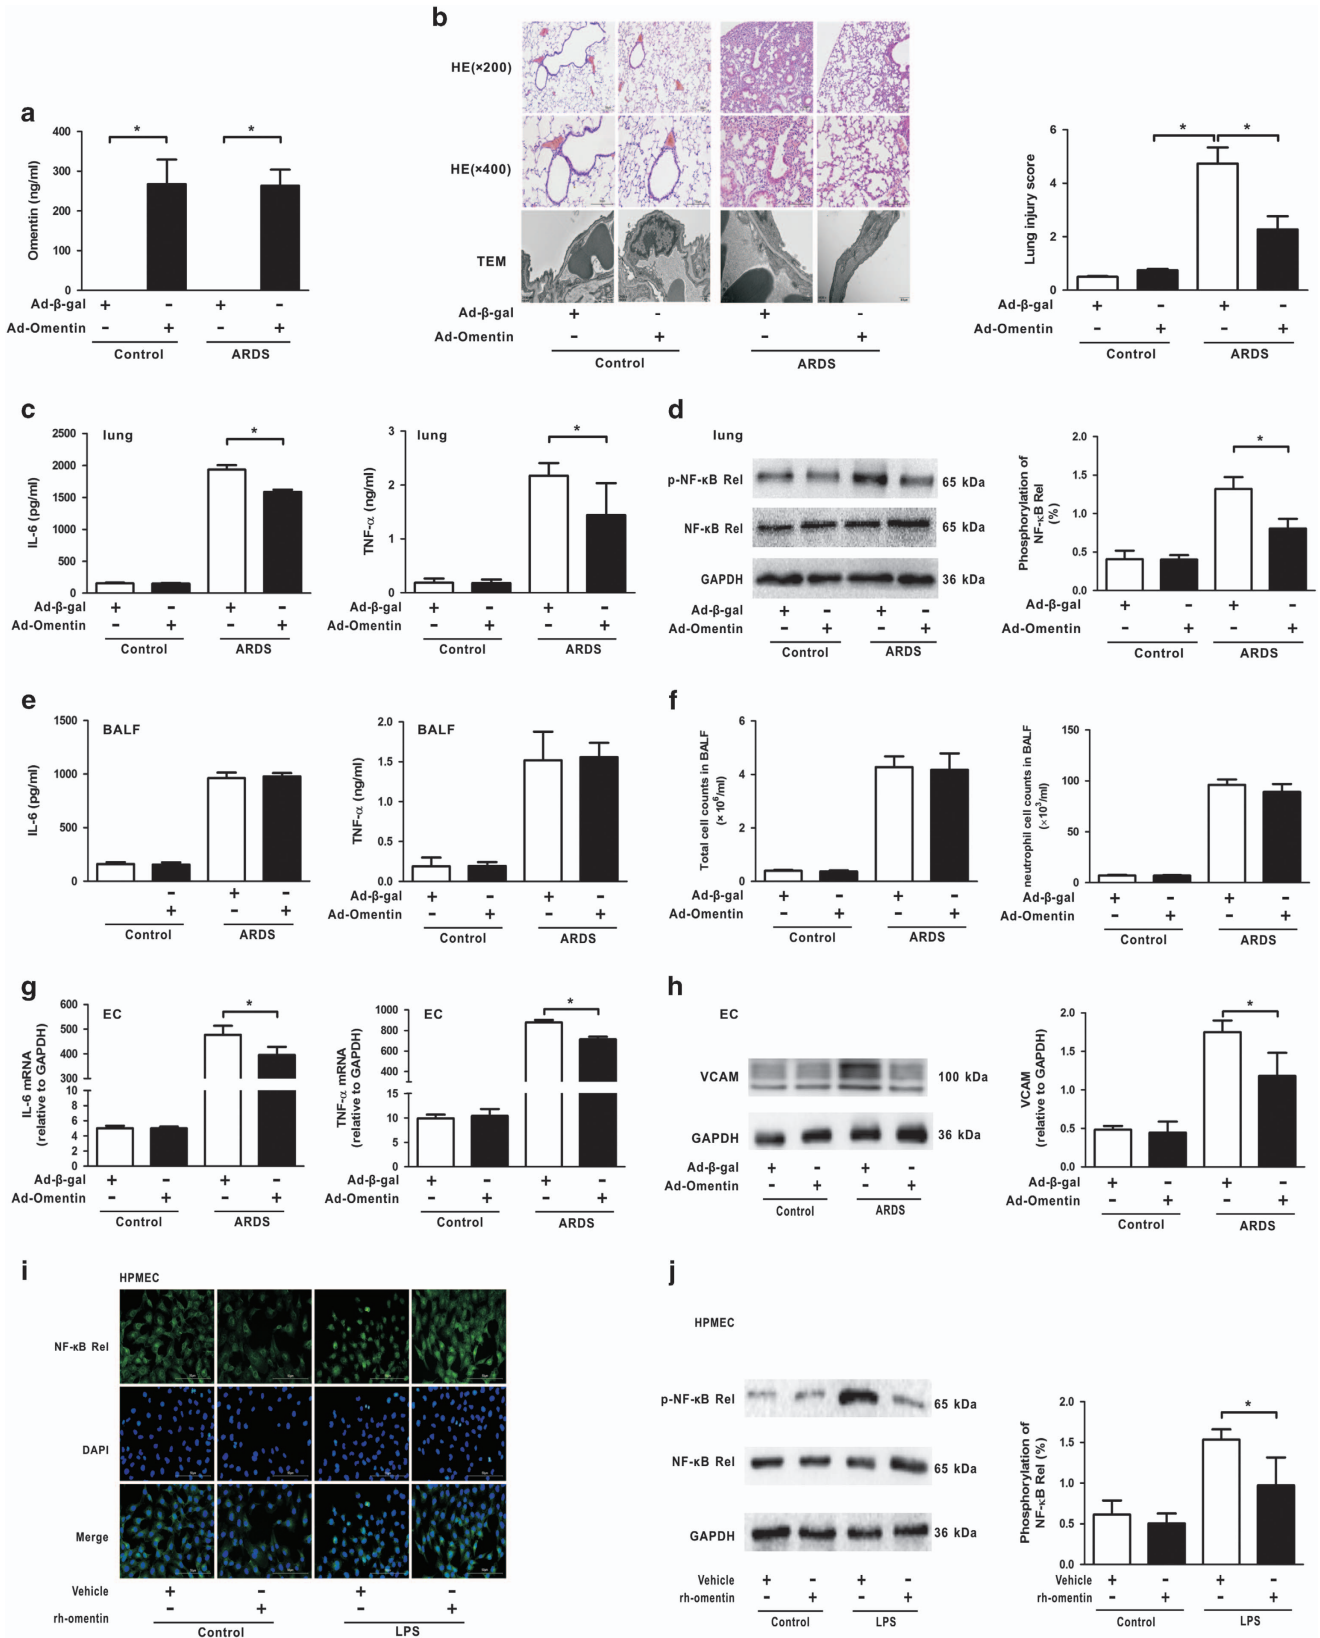 a
400
300
200
100
0
Omentin (ng/ml)
*
*
Ad-β-gal + - + -
Ad-Omentin - + - +
Control ARDS
b
HE(×200)
HE(×400)
TEM
Ad-β-gal + - + -
Ad-Omentin - + - +
Control ARDS
6
4
2
0
Lung injury score
* *
Ad-β-gal + - + -
Ad-Omentin - + - +
Control ARDS
c
lung
2500
2000
1500
1000
500
0
IL-6 (pg/ml)
*
Ad-β-gal + - + -
Ad-Omentin - + - +
Control ARDS
lung
3
2
1
0
TNF-α (ng/ml)
*
+ - + -
- + - +
Control ARDS
d
lung
p-NF-κB Rel 65 kDa
NF-κB Rel 65 kDa
GAPDH 36 kDa
Ad-β-gal + - + -
Ad-Omentin - + - +
Control ARDS
2.0
1.5
1.0
0.5
0.0
Phosphorylation of
NF-κB Rel
(%)
*
Ad-β-gal + - + -
Ad-Omentin - + - +
Control ARDS
e
BALF
1500
1000
500
0
IL-6 (pg/ml)
- + -
+ - +
Control ARDS
BALF
2.0
1.5
1.0
0.5
0.0
TNF-α (ng/ml)
Ad-β-gal + - + -
Ad-Omentin - + - +
Control ARDS
f
6
4
2
0
Total cell counts in BALF
(× 10⁶/ml)
Ad-β-gal + - + -
Ad-Omentin - + - +
Control ARDS
150
100
50
0
neutrophil cell counts in BALF
(×10³/ml)
Ad-β-gal + - + -
Ad-Omentin - + - +
Control ARDS
g
EC
600
500
400
300
10
8
6
4
2
0
IL-6 mRNA
(relative to GAPDH)
*
Ad-β-gal + - + -
Ad-Omentin - + - +
Control ARDS
EC
1000
800
600
400
15
10
5
0
TNF-α mRNA
(relative to GAPDH)
*
Ad-β-gal + - + -
Ad-Omentin - + - +
Control ARDS
h
EC
VCAM 100 kDa
GAPDH 36 kDa
Ad-β-gal + - + -
Ad-Omentin - + - +
Control ARDS
2.0
1.5
1.0
0.5
0.0
VCAM
(relative to GAPDH)
*
Ad-β-gal + - + -
Ad-Omentin - + - +
Control ARDS
i
HPMEC
NF-κB Rel
DAPI
Merge
Vehicle + - + -
rh-omentin - + - +
Control LPS
j
HPMEC
p-NF-κB Rel 65 kDa
NF-κB Rel 65 kDa
GAPDH 36 kDa
Vehicle + - + -
rh-omentin - + - +
Control LPS
2.0
1.5
1.0
0.5
0.0
Phosphorylation of
NF-κB Rel (%)
*
Vehicle + - + -
rh-omentin - + - +
Control LPS